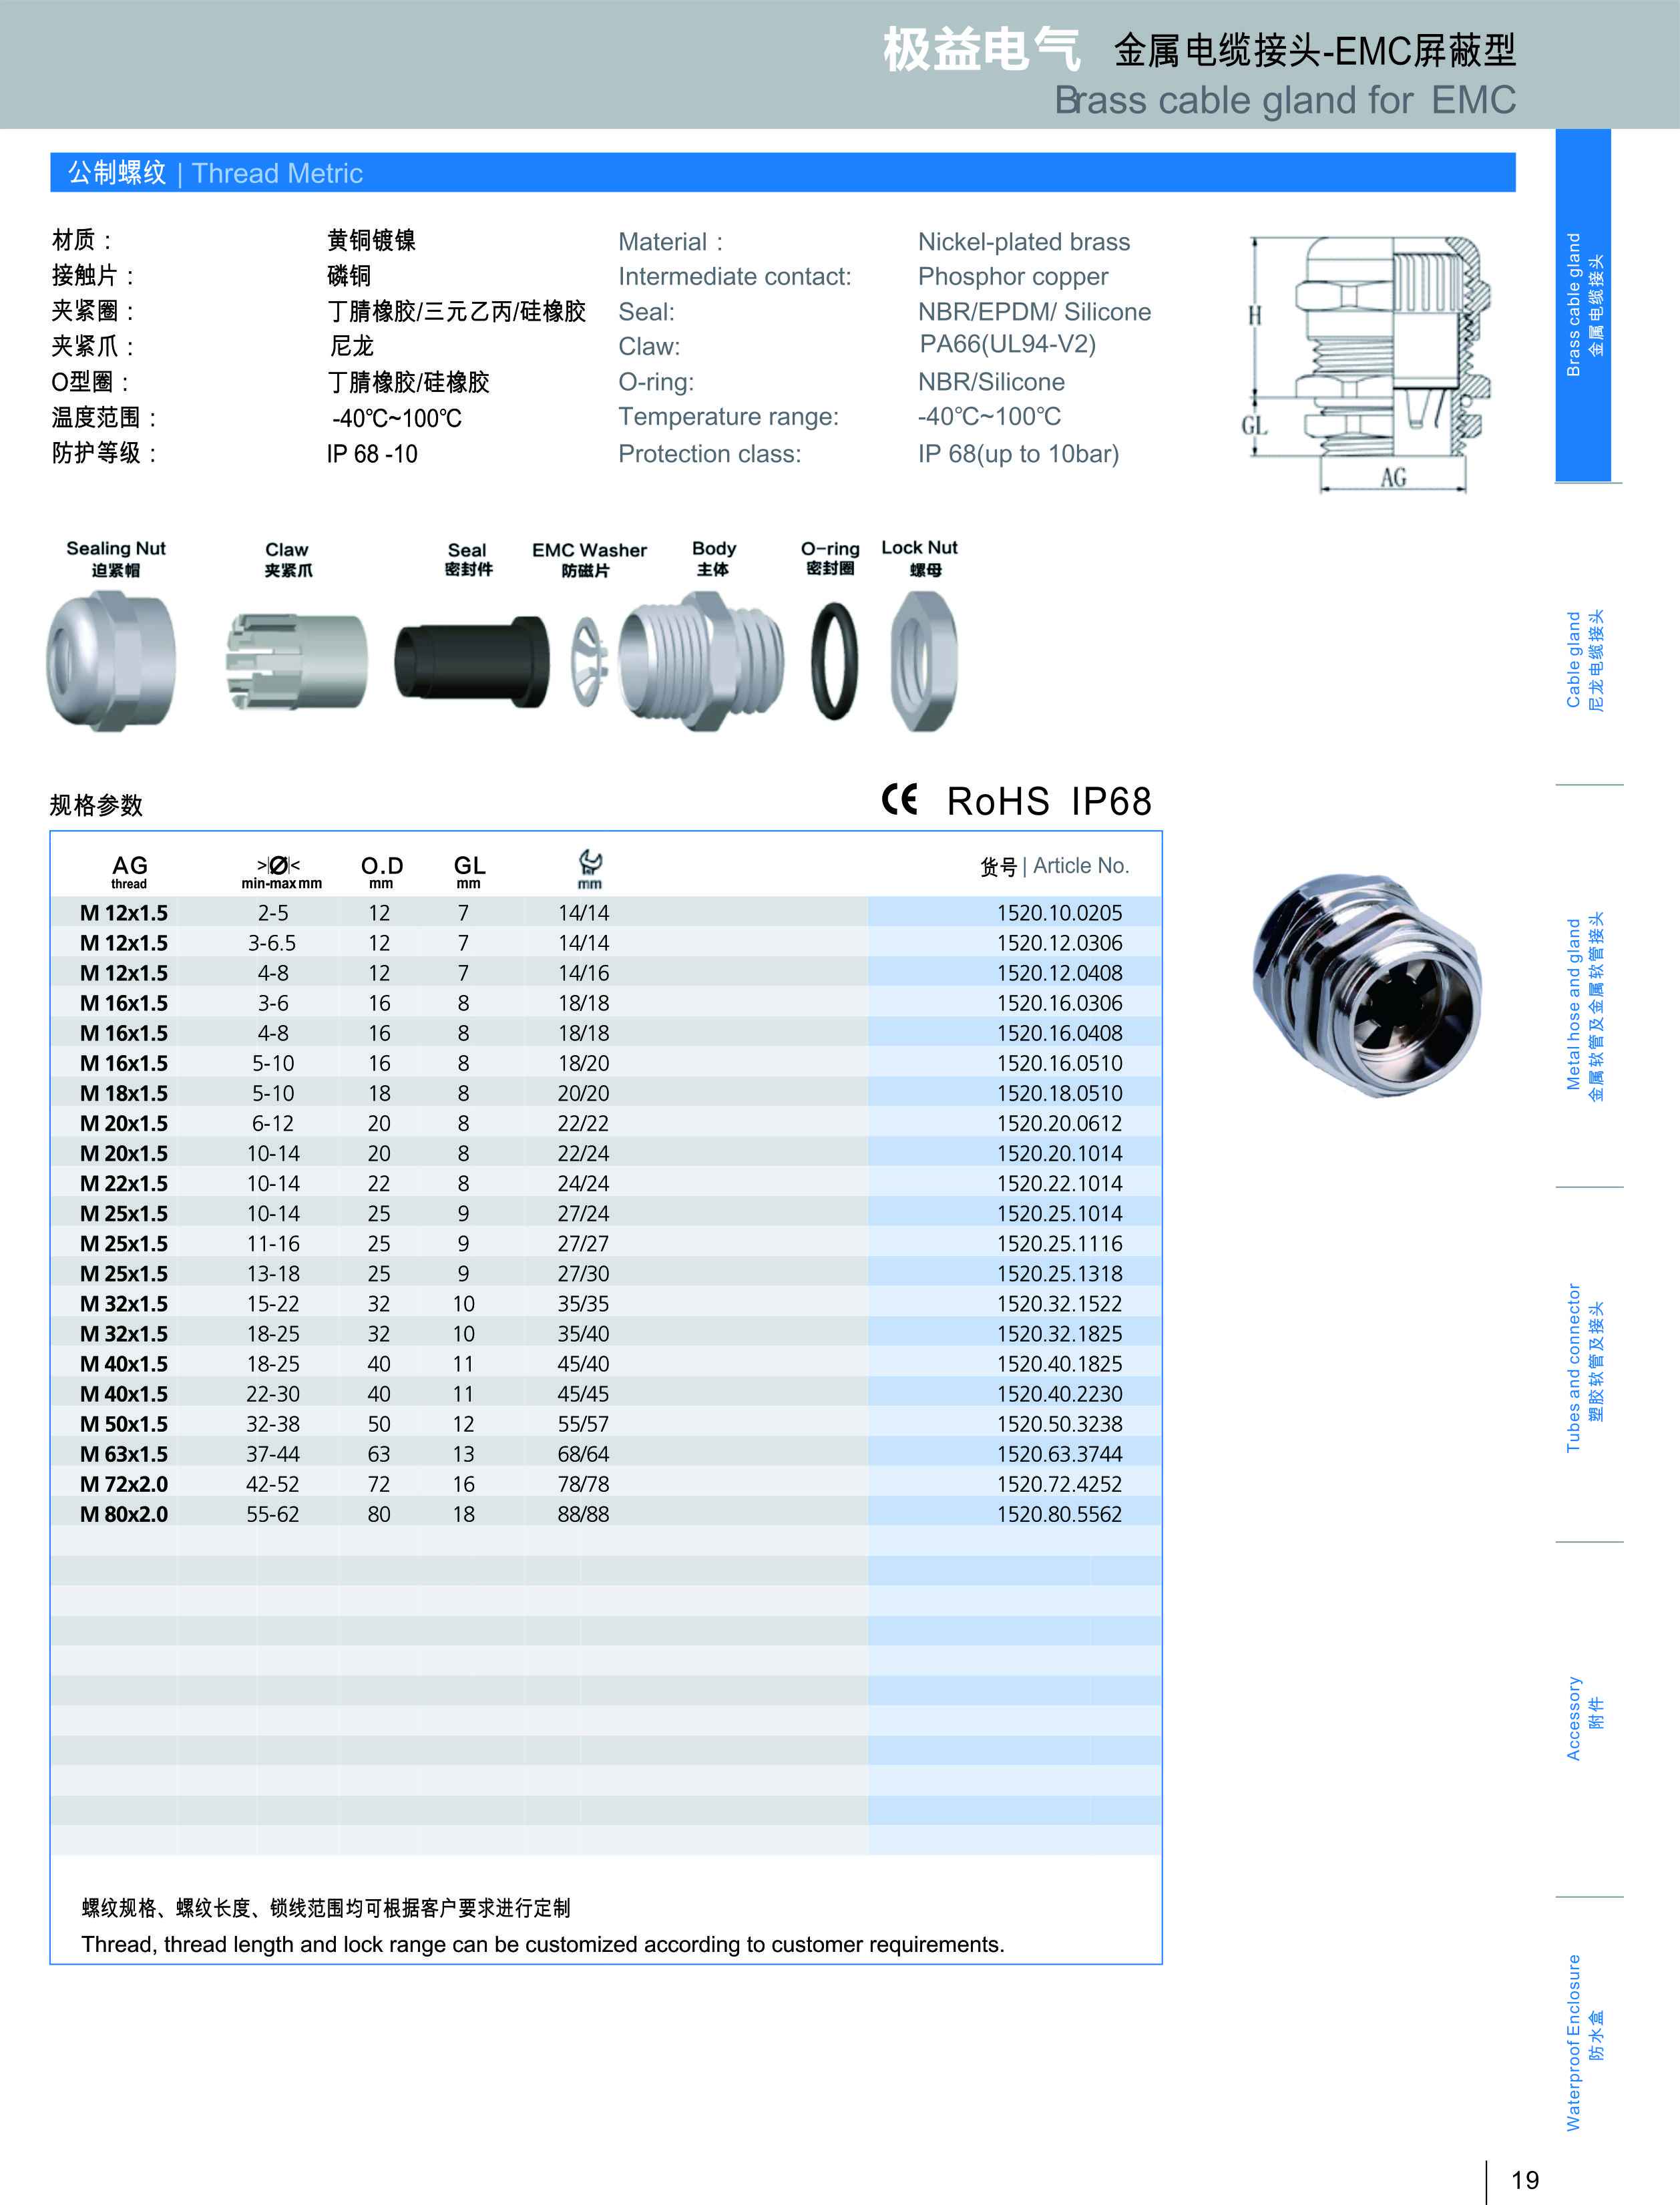 极益电气 金属电缆接头-EMC屏蔽型
Brass cable gland for EMC
公制螺纹 | Thread Metric
材质： 黄铜镀镍 Material： Nickel-plated brass
接触片： 磷铜 Intermediate contact: Phosphor copper
夹紧圈： 丁腈橡胶/三元乙丙/硅橡胶 Seal: NBR/EPDM/ Silicone
夹紧爪： 尼龙 Claw: PA66(UL94-V2)
O型圈： 丁腈橡胶/硅橡胶 O-ring: NBR/Silicone
温度范围： -40℃~100℃ Temperature range: -40℃~100℃
防护等级： IP 68 -10 Protection class: IP 68(up to 10bar)
H
GL
AG
Sealing Nut Claw Seal EMC Washer Body O-ring Lock Nut
迫紧帽 夹紧爪 密封件 防磁片 主体 密封圈 螺母
规格参数 CE RoHS IP68
AG >|Ø|< O.D GL 货号 | Article No.
thread min-max mm mm mm mm
M 12x1.5 2-5 12 7 14/14 1520.10.0205
M 12x1.5 3-6.5 12 7 14/14 1520.12.0306
M 12x1.5 4-8 12 7 14/16 1520.12.0408
M 16x1.5 3-6 16 8 18/18 1520.16.0306
M 16x1.5 4-8 16 8 18/18 1520.16.0408
M 16x1.5 5-10 16 8 18/20 1520.16.0510
M 18x1.5 5-10 18 8 20/20 1520.18.0510
M 20x1.5 6-12 20 8 22/22 1520.20.0612
M 20x1.5 10-14 20 8 22/24 1520.20.1014
M 22x1.5 10-14 22 8 24/24 1520.22.1014
M 25x1.5 10-14 25 9 27/24 1520.25.1014
M 25x1.5 11-16 25 9 27/27 1520.25.1116
M 25x1.5 13-18 25 9 27/30 1520.25.1318
M 32x1.5 15-22 32 10 35/35 1520.32.1522
M 32x1.5 18-25 32 10 35/40 1520.32.1825
M 40x1.5 18-25 40 11 45/40 1520.40.1825
M 40x1.5 22-30 40 11 45/45 1520.40.2230
M 50x1.5 32-38 50 12 55/57 1520.50.3238
M 63x1.5 37-44 63 13 68/64 1520.63.3744
M 72x2.0 42-52 72 16 78/78 1520.72.4252
M 80x2.0 55-62 80 18 88/88 1520.80.5562
螺纹规格、螺纹长度、锁线范围均可根据客户要求进行定制
Thread, thread length and lock range can be customized according to customer requirements.
Brass cable gland
金属电缆接头
Cable gland
尼龙电缆接头
Metal hose and gland
金属软管及金属软管接头
Tubes and connector
塑胶软管及接头
Accessory
附件
Waterproof Enclosure
防水盒
19